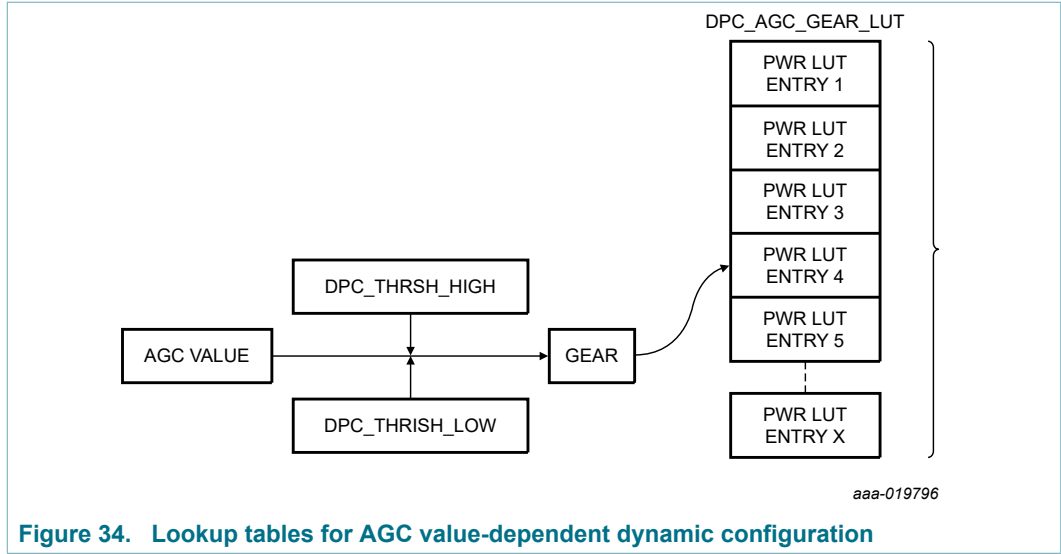 DPC_AGC_GEAR_LUT
PWR LUT
ENTRY 1
PWR LUT
ENTRY 2
PWR LUT
ENTRY 3
PWR LUT
ENTRY 4
PWR LUT
ENTRY 5
PWR LUT
ENTRY X
DPC_THRSH_HIGH
AGC VALUE
GEAR
DPC_THRISH_LOW
aaa-019796
Figure 34. Lookup tables for AGC value-dependent dynamic configuration